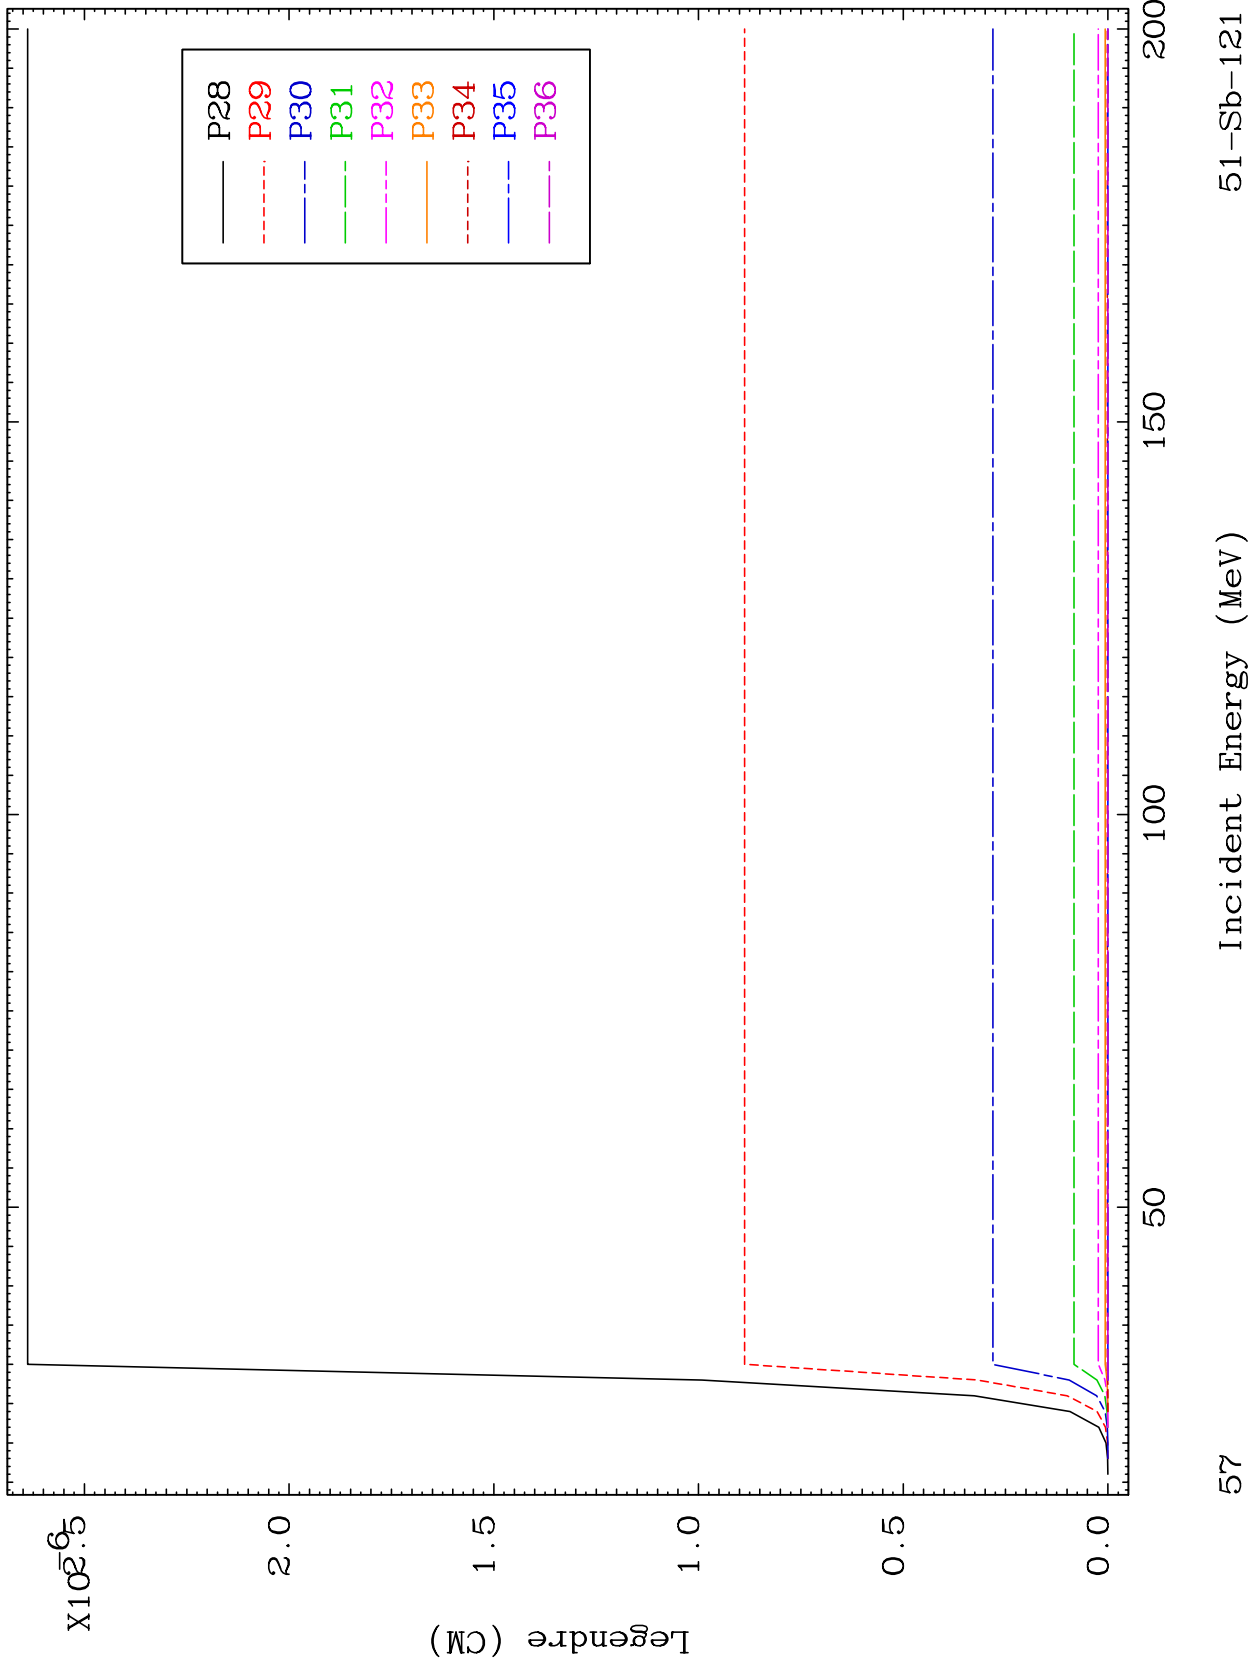 X10-6
2.5
2.0
1.5
1.0
0.5
0.0
Legendre (CM)
P28
P29
P30
P31
P32
P33
P34
P35
P36
50
100
150
200
57
Incident Energy (MeV)
51-Sb-121